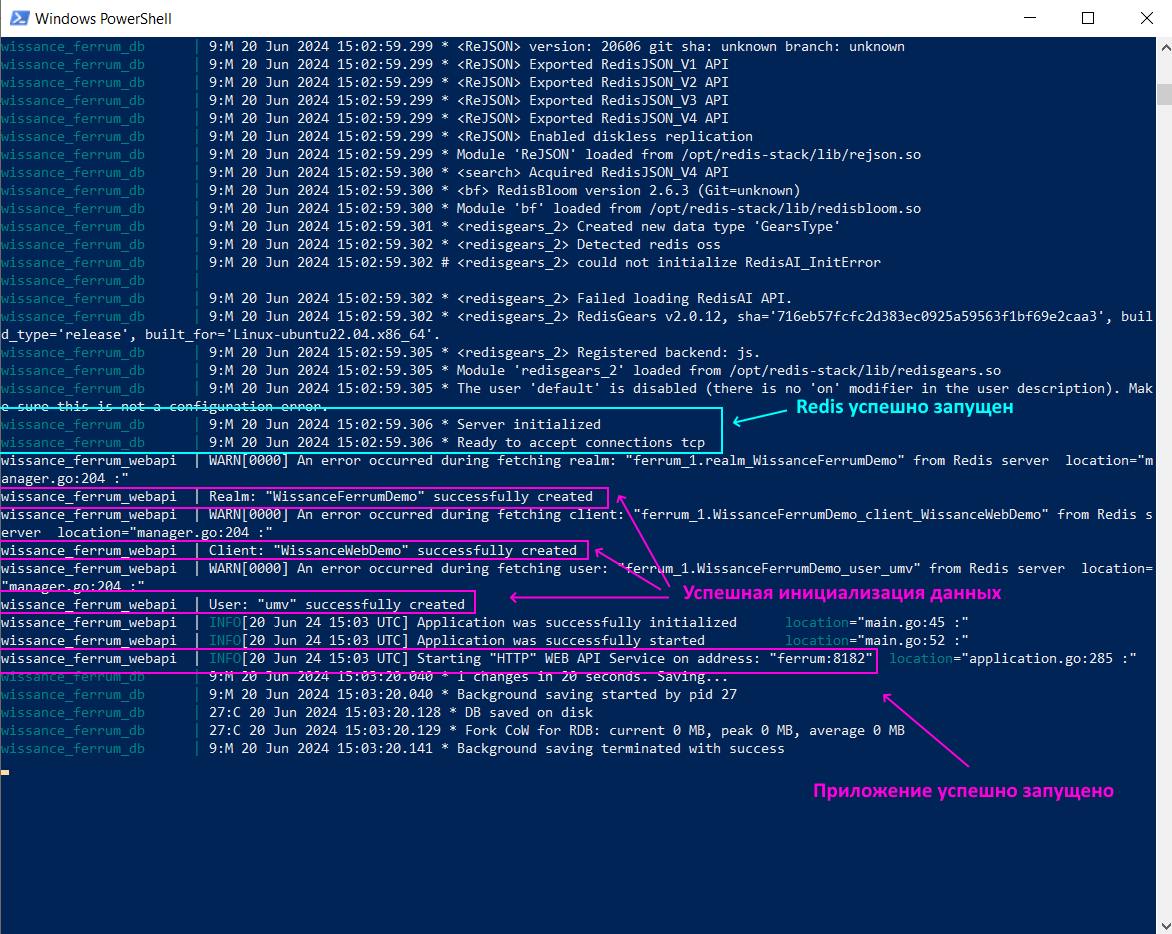 Windows PowerShell
wissance_ferrum_db | 9:M 20 Jun 2024 15:02:59.299 * <ReJSON> version: 20606 git sha: unknown branch: unknown
wissance_ferrum_db | 9:M 20 Jun 2024 15:02:59.299 * <ReJSON> Exported RedisJSON_V1 API
wissance_ferrum_db | 9:M 20 Jun 2024 15:02:59.299 * <ReJSON> Exported RedisJSON_V2 API
wissance_ferrum_db | 9:M 20 Jun 2024 15:02:59.299 * <ReJSON> Exported RedisJSON_V3 API
wissance_ferrum_db | 9:M 20 Jun 2024 15:02:59.299 * <ReJSON> Exported RedisJSON_V4 API
wissance_ferrum_db | 9:M 20 Jun 2024 15:02:59.299 * <ReJSON> Enabled diskless replication
wissance_ferrum_db | 9:M 20 Jun 2024 15:02:59.299 * Module 'ReJSON' loaded from /opt/redis-stack/lib/rejson.so
wissance_ferrum_db | 9:M 20 Jun 2024 15:02:59.300 * <search> Acquired RedisJSON_V4 API
wissance_ferrum_db | 9:M 20 Jun 2024 15:02:59.300 * <bf> RedisBloom version 2.6.3 (Git=unknown)
wissance_ferrum_db | 9:M 20 Jun 2024 15:02:59.300 * Module 'bf' loaded from /opt/redis-stack/lib/redisbloom.so
wissance_ferrum_db | 9:M 20 Jun 2024 15:02:59.301 * <redisgears_2> Created new data type 'GearsType'
wissance_ferrum_db | 9:M 20 Jun 2024 15:02:59.302 * <redisgears_2> Detected redis oss
wissance_ferrum_db | 9:M 20 Jun 2024 15:02:59.302 # <redisgears_2> could not initialize RedisAI_InitError
wissance_ferrum_db |
wissance_ferrum_db | 9:M 20 Jun 2024 15:02:59.302 * <redisgears_2> Failed loading RedisAI API.
wissance_ferrum_db | 9:M 20 Jun 2024 15:02:59.302 * <redisgears_2> RedisGears v2.0.12, sha='716eb57fcfc2d383ec0925a59563f1bf69e2caa3', buil
d_type='release', built_for='Linux-ubuntu22.04.x86_64'.
wissance_ferrum_db | 9:M 20 Jun 2024 15:02:59.305 * <redisgears_2> Registered backend: js.
wissance_ferrum_db | 9:M 20 Jun 2024 15:02:59.305 * Module 'redisgears_2' loaded from /opt/redis-stack/lib/redisgears.so
wissance_ferrum_db | 9:M 20 Jun 2024 15:02:59.305 * The user 'default' is disabled (there is no 'on' modifier in the user description). Mak
e sure this is not a configuration error.
Redis успешно запущен
wissance_ferrum_db | 9:M 20 Jun 2024 15:02:59.306 * Server initialized
wissance_ferrum_db | 9:M 20 Jun 2024 15:02:59.306 * Ready to accept connections tcp
wissance_ferrum_webapi | WARN[0000] An error occurred during fetching realm: "ferrum_1.realm_WissanceFerrumDemo" from Redis server location="m
anager.go:204 :"
wissance_ferrum_webapi | Realm: "WissanceFerrumDemo" successfully created
wissance_ferrum_webapi | WARN[0000] An error occurred during fetching client: "ferrum_1.WissanceFerrumDemo_client_WissanceWebDemo" from Redis s
erver location="manager.go:204 :"
wissance_ferrum_webapi | Client: "WissanceWebDemo" successfully created
wissance_ferrum_webapi | WARN[0000] An error occurred during fetching user: "ferrum_1.WissanceFerrumDemo_user_umv" from Redis server location=
"manager.go:204 :"
Успешная инициализация данных
wissance_ferrum_webapi | User: "umv" successfully created
wissance_ferrum_webapi | INFO[20 Jun 24 15:03 UTC] Application was successfully initialized location="main.go:45 :"
wissance_ferrum_webapi | INFO[20 Jun 24 15:03 UTC] Application was successfully started location="main.go:52 :"
wissance_ferrum_webapi | INFO[20 Jun 24 15:03 UTC] Starting "HTTP" WEB API Service on address: "ferrum:8182" location="application.go:285 :"
wissance_ferrum_db | 9:M 20 Jun 2024 15:03:20.040 * 1 changes in 20 seconds. Saving...
wissance_ferrum_db | 9:M 20 Jun 2024 15:03:20.040 * Background saving started by pid 27
wissance_ferrum_db | 27:C 20 Jun 2024 15:03:20.128 * DB saved on disk
wissance_ferrum_db | 27:C 20 Jun 2024 15:03:20.129 * Fork CoW for RDB: current 0 MB, peak 0 MB, average 0 MB
wissance_ferrum_db | 9:M 20 Jun 2024 15:03:20.141 * Background saving terminated with success
Приложение успешно запущено